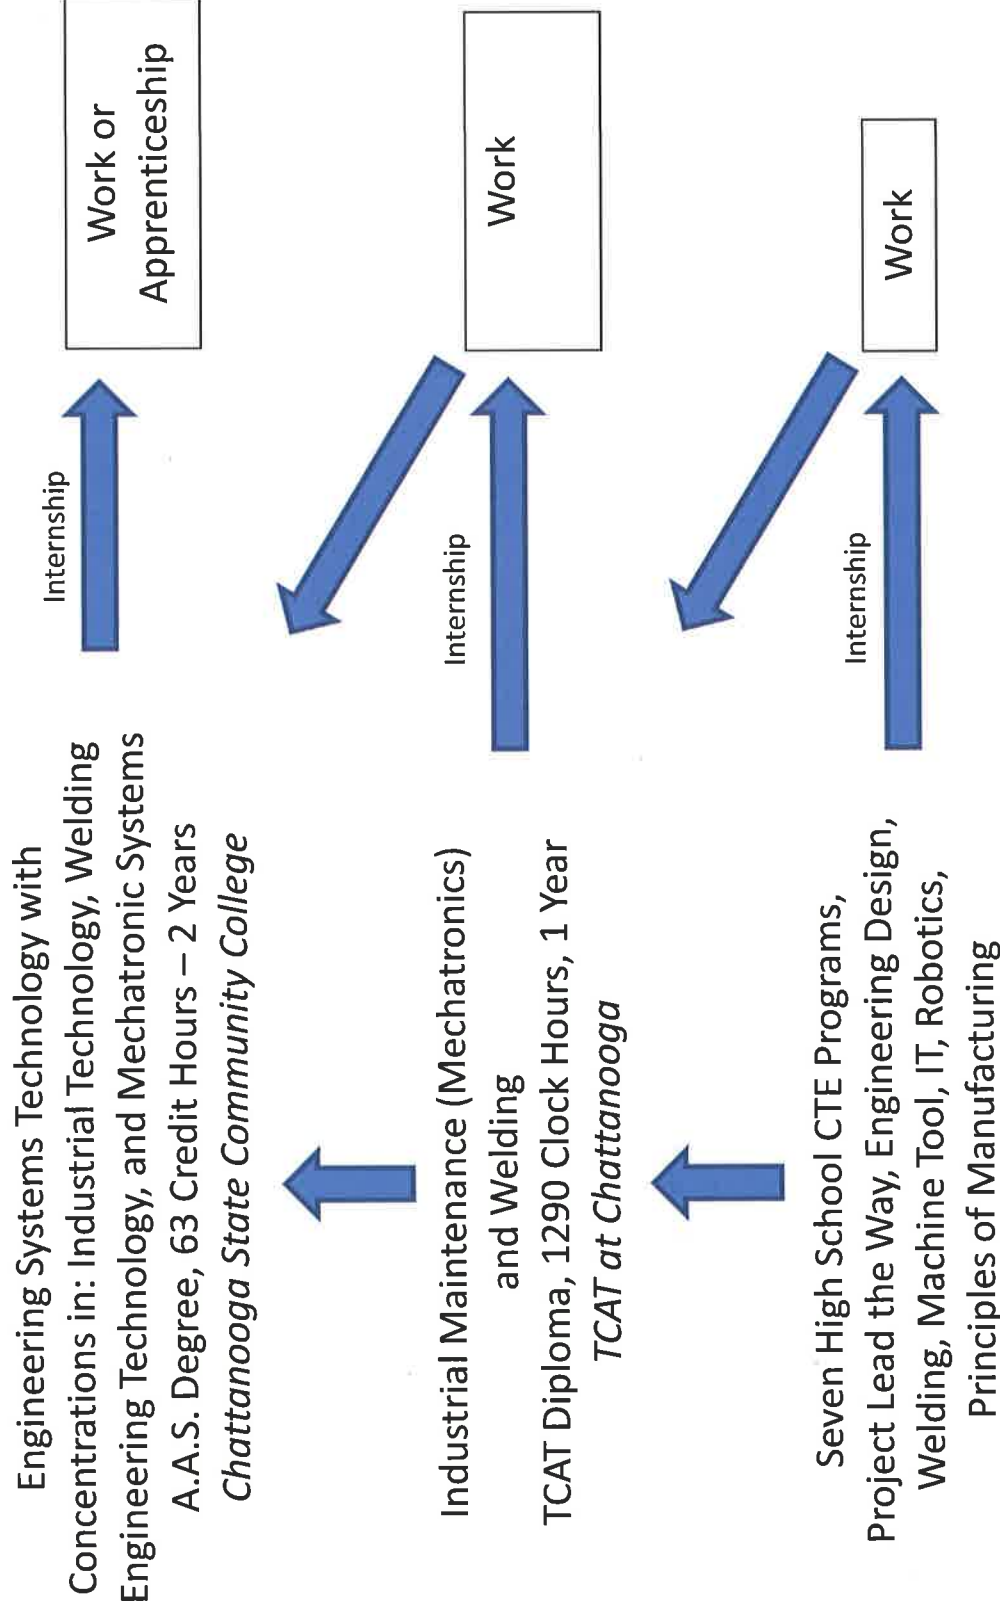 Engineering Systems Technology with
Concentrations in: Industrial Technology, Welding
Engineering Technology, and Mechatronic Systems
A.A.S. Degree, 63 Credit Hours – 2 Years
Chattanooga State Community College
Internship
Work or
Apprenticeship
Industrial Maintenance (Mechatronics)
and Welding
TCAT Diploma, 1290 Clock Hours, 1 Year
TCAT at Chattanooga
Internship
Work
Seven High School CTE Programs,
Project Lead the Way, Engineering Design,
Welding, Machine Tool, IT, Robotics,
Principles of Manufacturing
Internship
Work